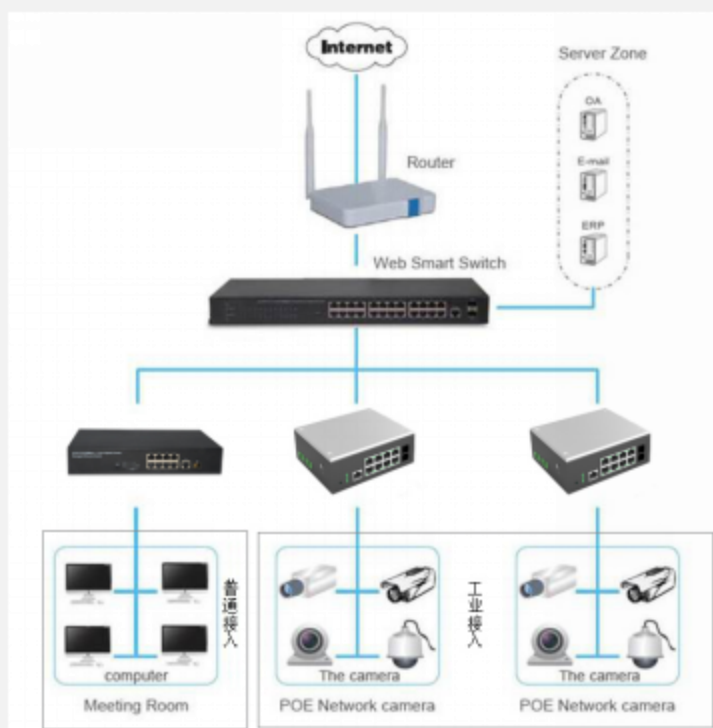 Internet
Server Zone
OA
E-mail
ERP
Router
Web Smart Switch
普通接入
工业接入
computer
The camera
The camera
Meeting Room
POE Network camera
POE Network camera